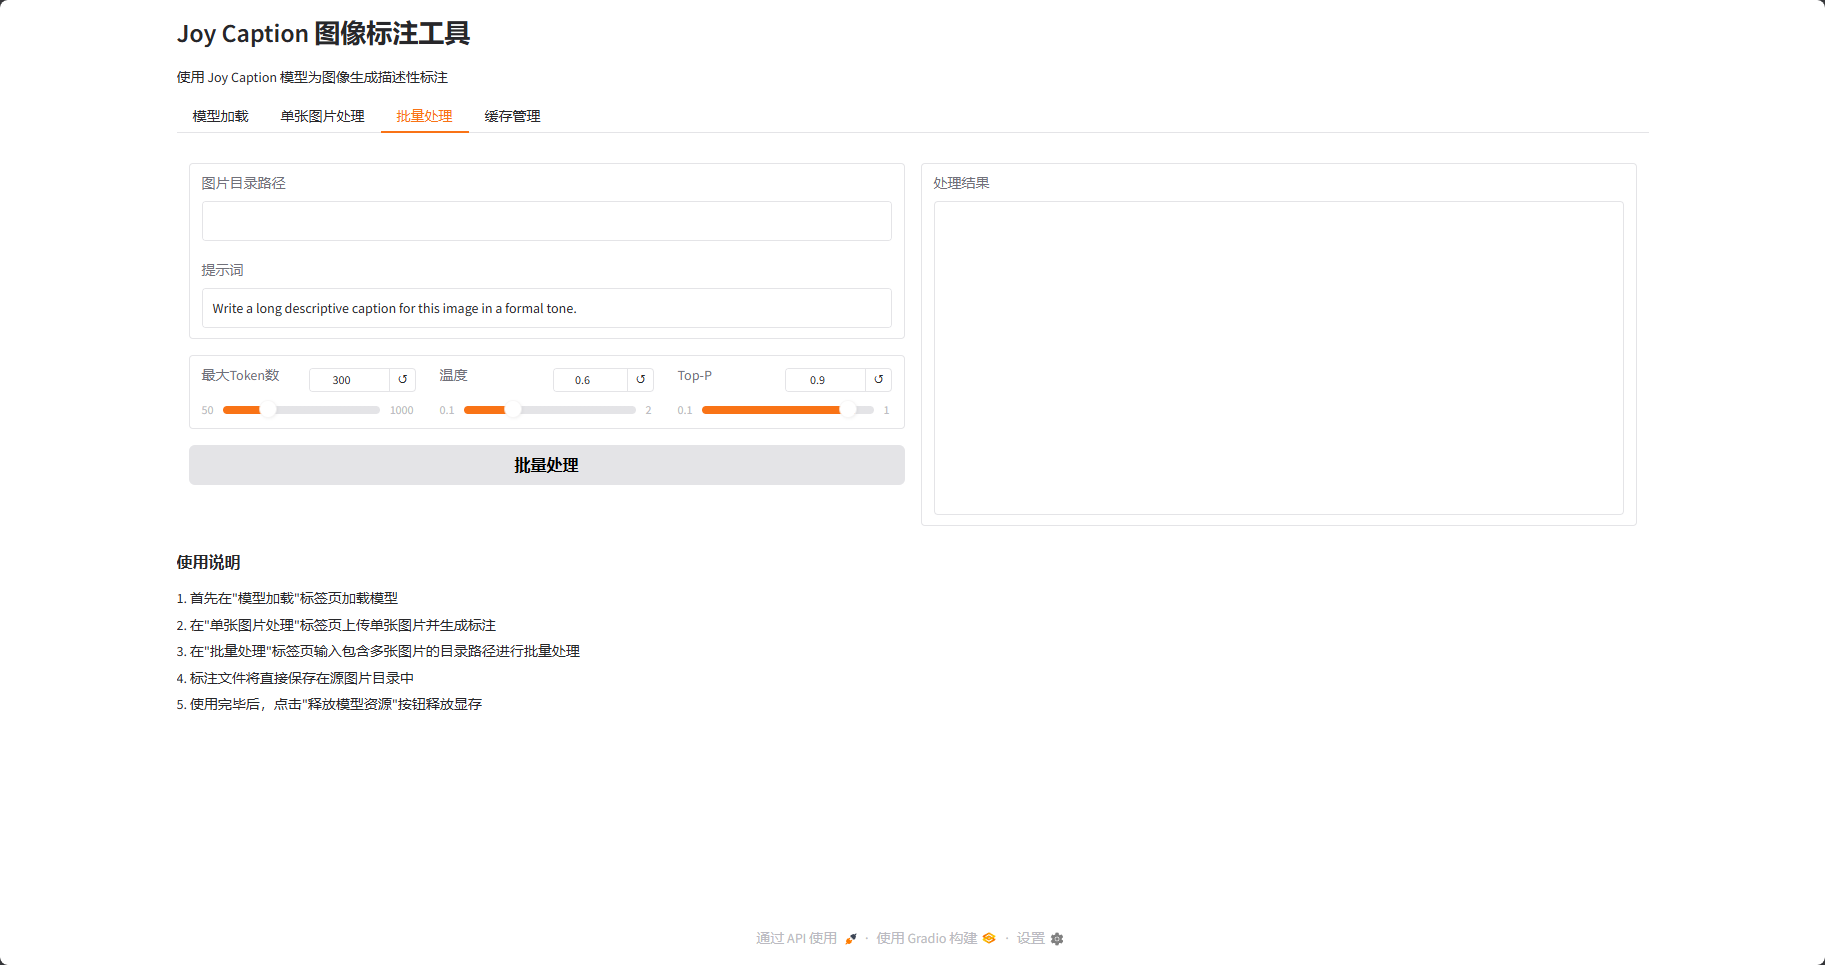 Joy Caption 图像标注工具
使用 Joy Caption 模型为图像生成描述性标注
模型加载 单张图片处理 批量处理 缓存管理
图片目录路径
提示词
Write a long descriptive caption for this image in a formal tone.
最大Token数 300 ↺ 温度 0.6 ↺ Top-P 0.9 ↺
50 1000 0.1 2 0.1 1
批量处理
处理结果
使用说明
1. 首先在"模型加载"标签页加载模型
2. 在"单张图片处理"标签页上传单张图片并生成标注
3. 在"批量处理"标签页输入包含多张图片的目录路径进行批量处理
4. 标注文件将直接保存在源图片目录中
5. 使用完毕后，点击"释放模型资源"按钮释放显存
通过 API 使用 · 使用 Gradio 构建 · 设置